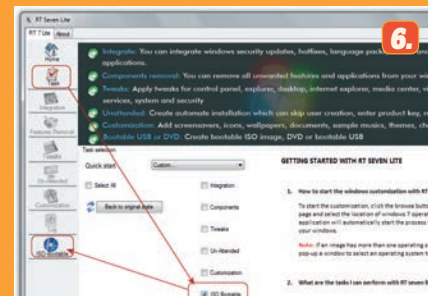 RT Seven Lite
RT 7 Lite About
6.
Home
Integrate: You can integrate windows security updates, hotfixes, language pack
applications.
Task
Components removal: You can remove all unwanted features and applications from your wi
Tweaks: Apply tweaks for control panel, explorer, desktop, internet explorer, media center,
services, system and security
Integration
Unattended: Create automate installation which can skip user creation, enter product key,
Customization: Add screensavers, icons, wallpapers, documents, sample musics, themes,
Features Removal
Bootable USB or DVD: Create bootable ISO image, DVD or bootable USB
Task selection
Quick start Custom...
GETTING STARTED WITH RT SEVEN LITE
Tweaks
Select All
Integration
1. How to start the windows customization with RT
Un-Attended
Back to original state
Components
To start the customization, click the browse button
page and select the location of windows 7 operat
application will automatically start the process
your windows.
Customization
Tweaks
Log
Un-Attended
Note: If an image has more than one operating s
pop-up a window to select an operating system to
ISO Bootable
Customization
ISO Bootable
2. What are the tasks I can perform with RT seven l